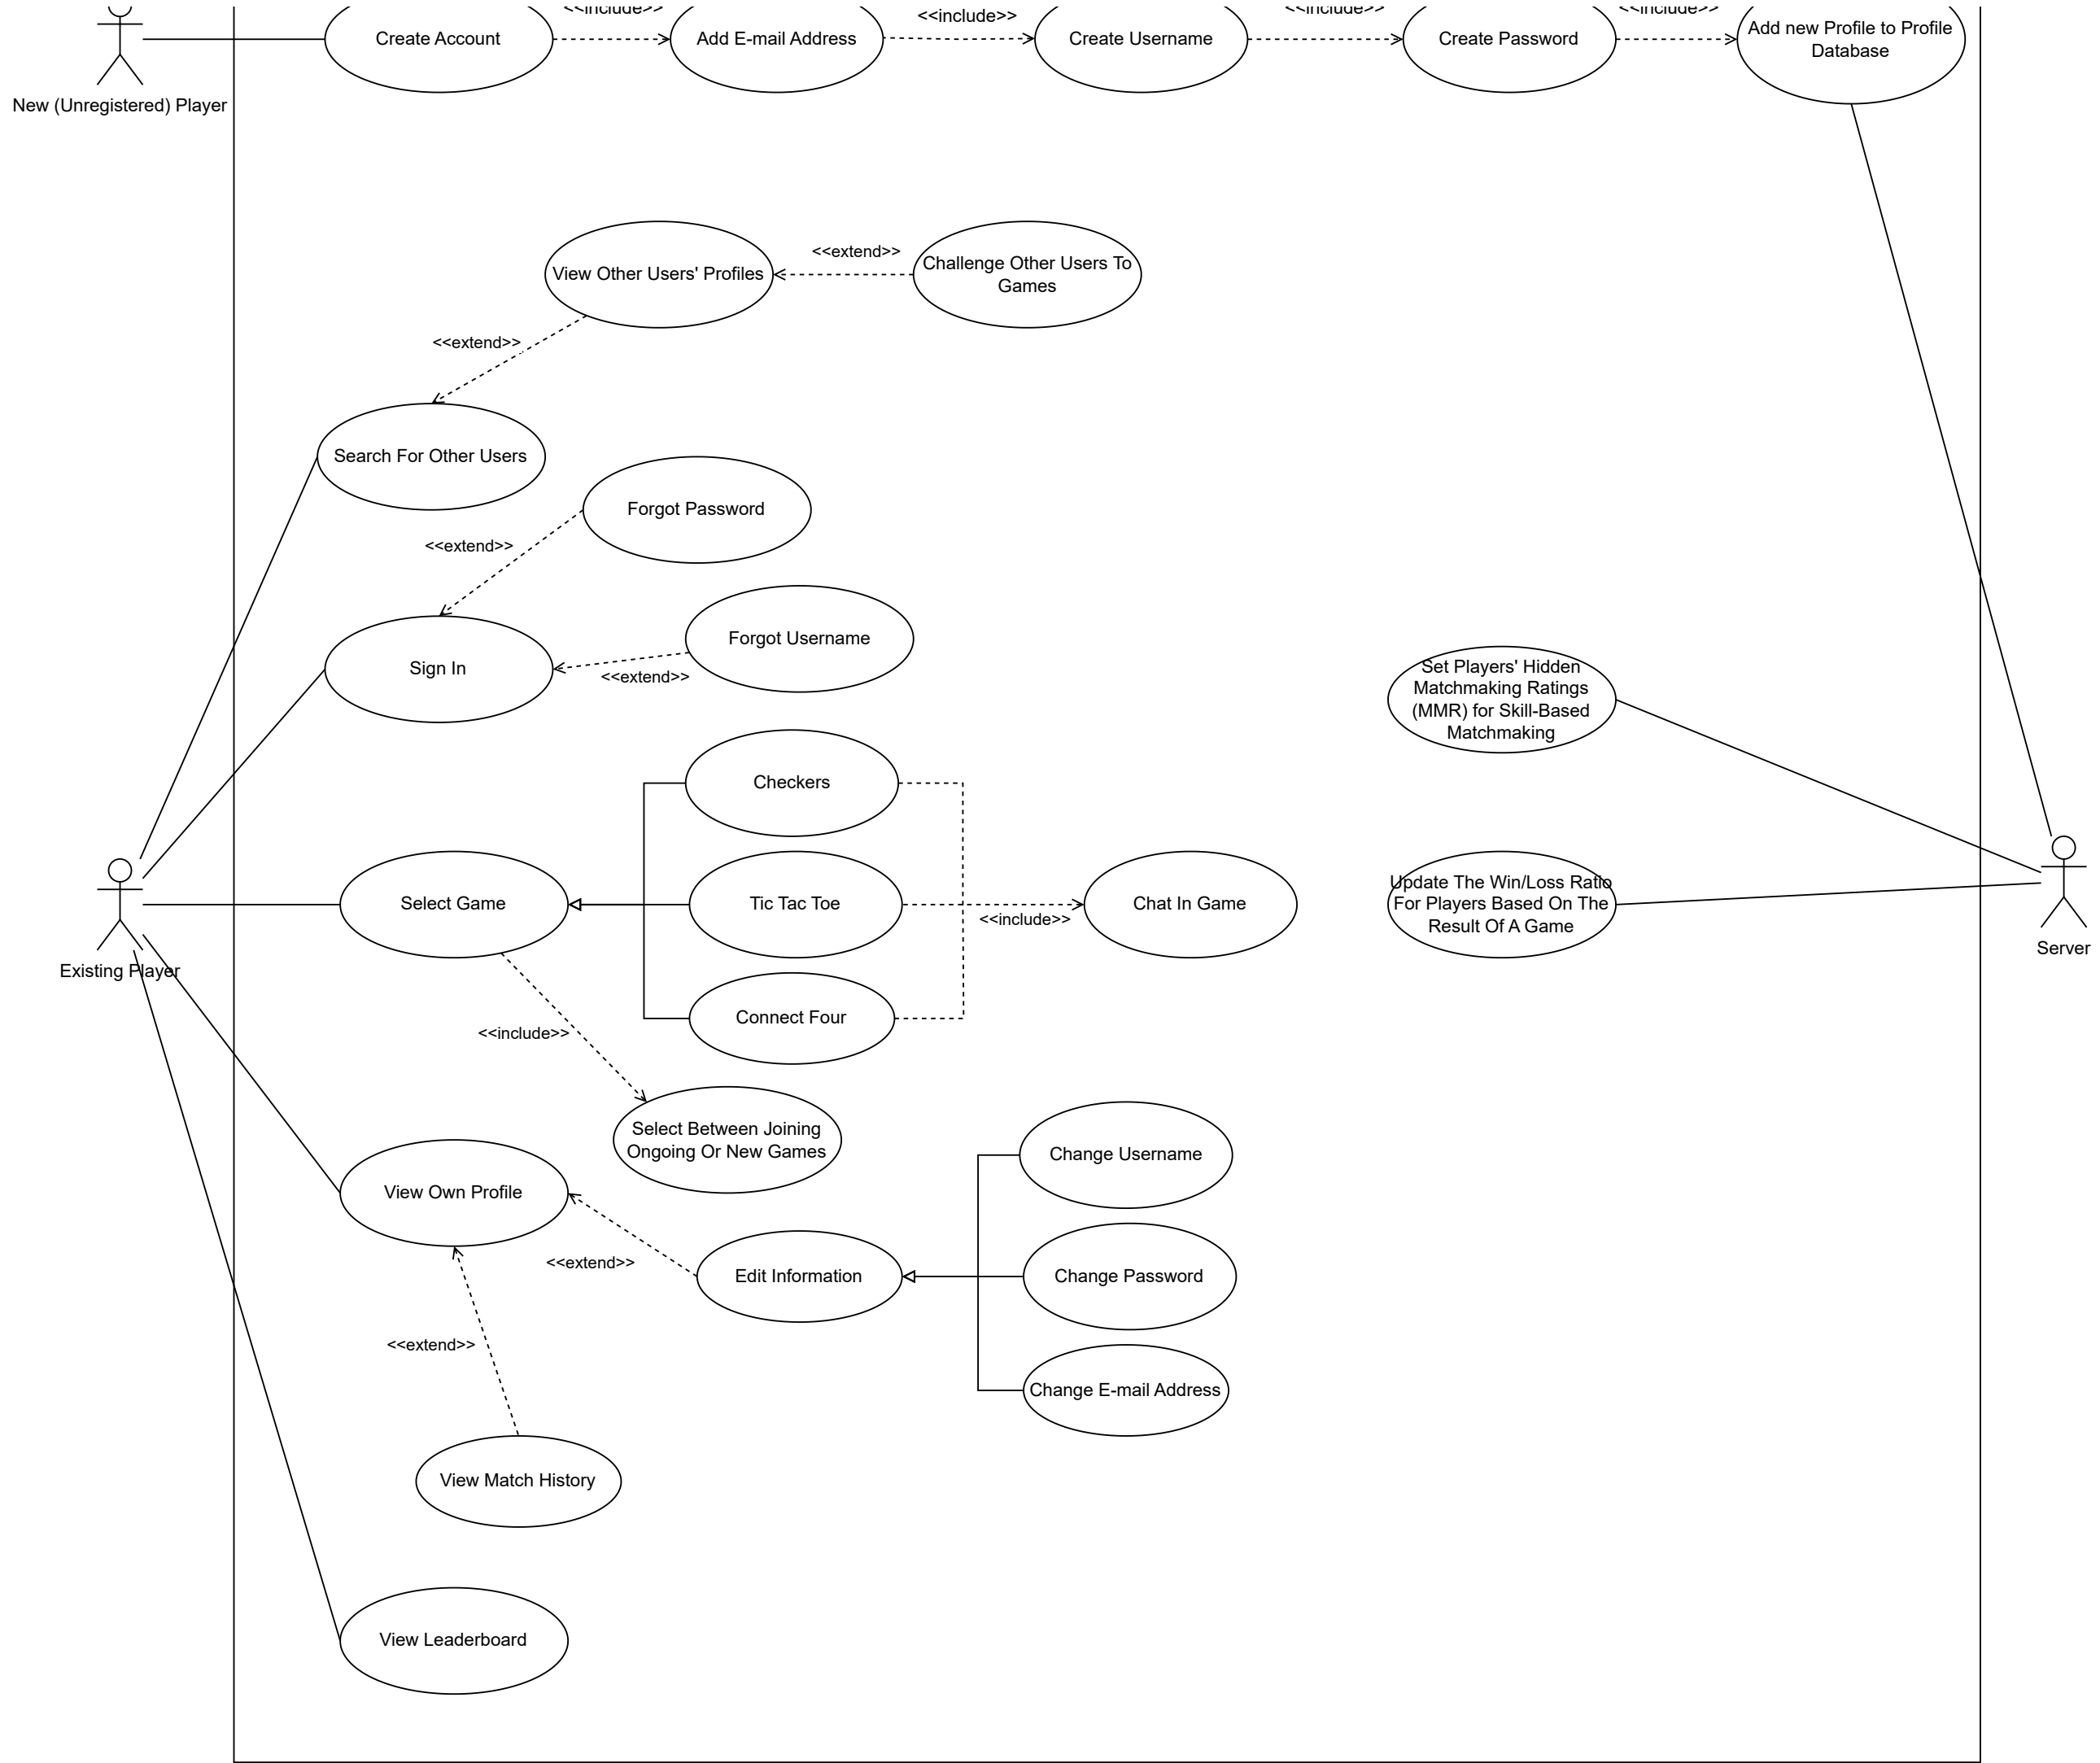 <<include>>
<<include>>
<<include>>
<<include>>
Create Account
Add E-mail Address
Create Username
Create Password
Add new Profile to Profile
Database
New (Unregistered) Player
View Other Users' Profiles
<<extend>>
Challenge Other Users To
Games
<<extend>>
Search For Other Users
Forgot Password
<<extend>>
Forgot Username
Sign In
<<extend>>
Set Players' Hidden
Matchmaking Ratings
(MMR) for Skill-Based
Matchmaking
Checkers
Select Game
Tic Tac Toe
<<include>>
Chat In Game
Update The Win/Loss Ratio
For Players Based On The
Result Of A Game
Server
Existing Player
Connect Four
<<include>>
Select Between Joining
Ongoing Or New Games
Change Username
View Own Profile
<<extend>>
Edit Information
Change Password
<<extend>>
Change E-mail Address
View Match History
View Leaderboard